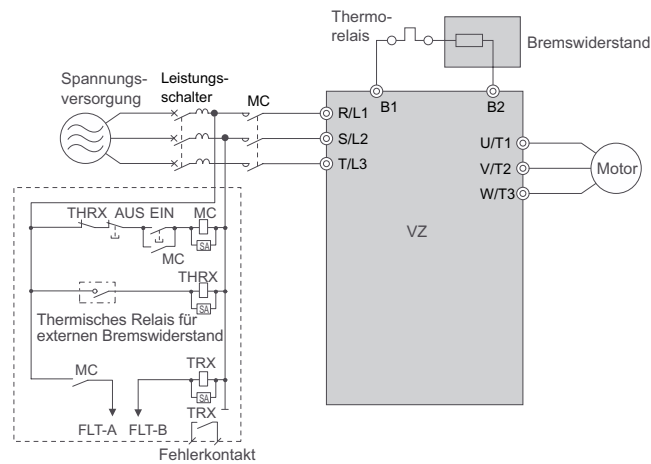 Thermo-
relais
Bremswiderstand
Spannungs-
versorgung
Leistungs-
schalter
MC
B1
B2
R/L1
S/L2
T/L3
U/T1
V/T2
W/T3
Motor
VZ
THRX
AUS
EIN
MC
SA
MC
THRX
SA
Thermisches Relais für
externen Bremswiderstand
MC
TRX
SA
TRX
FLT-A
FLT-B
Fehlerkontakt